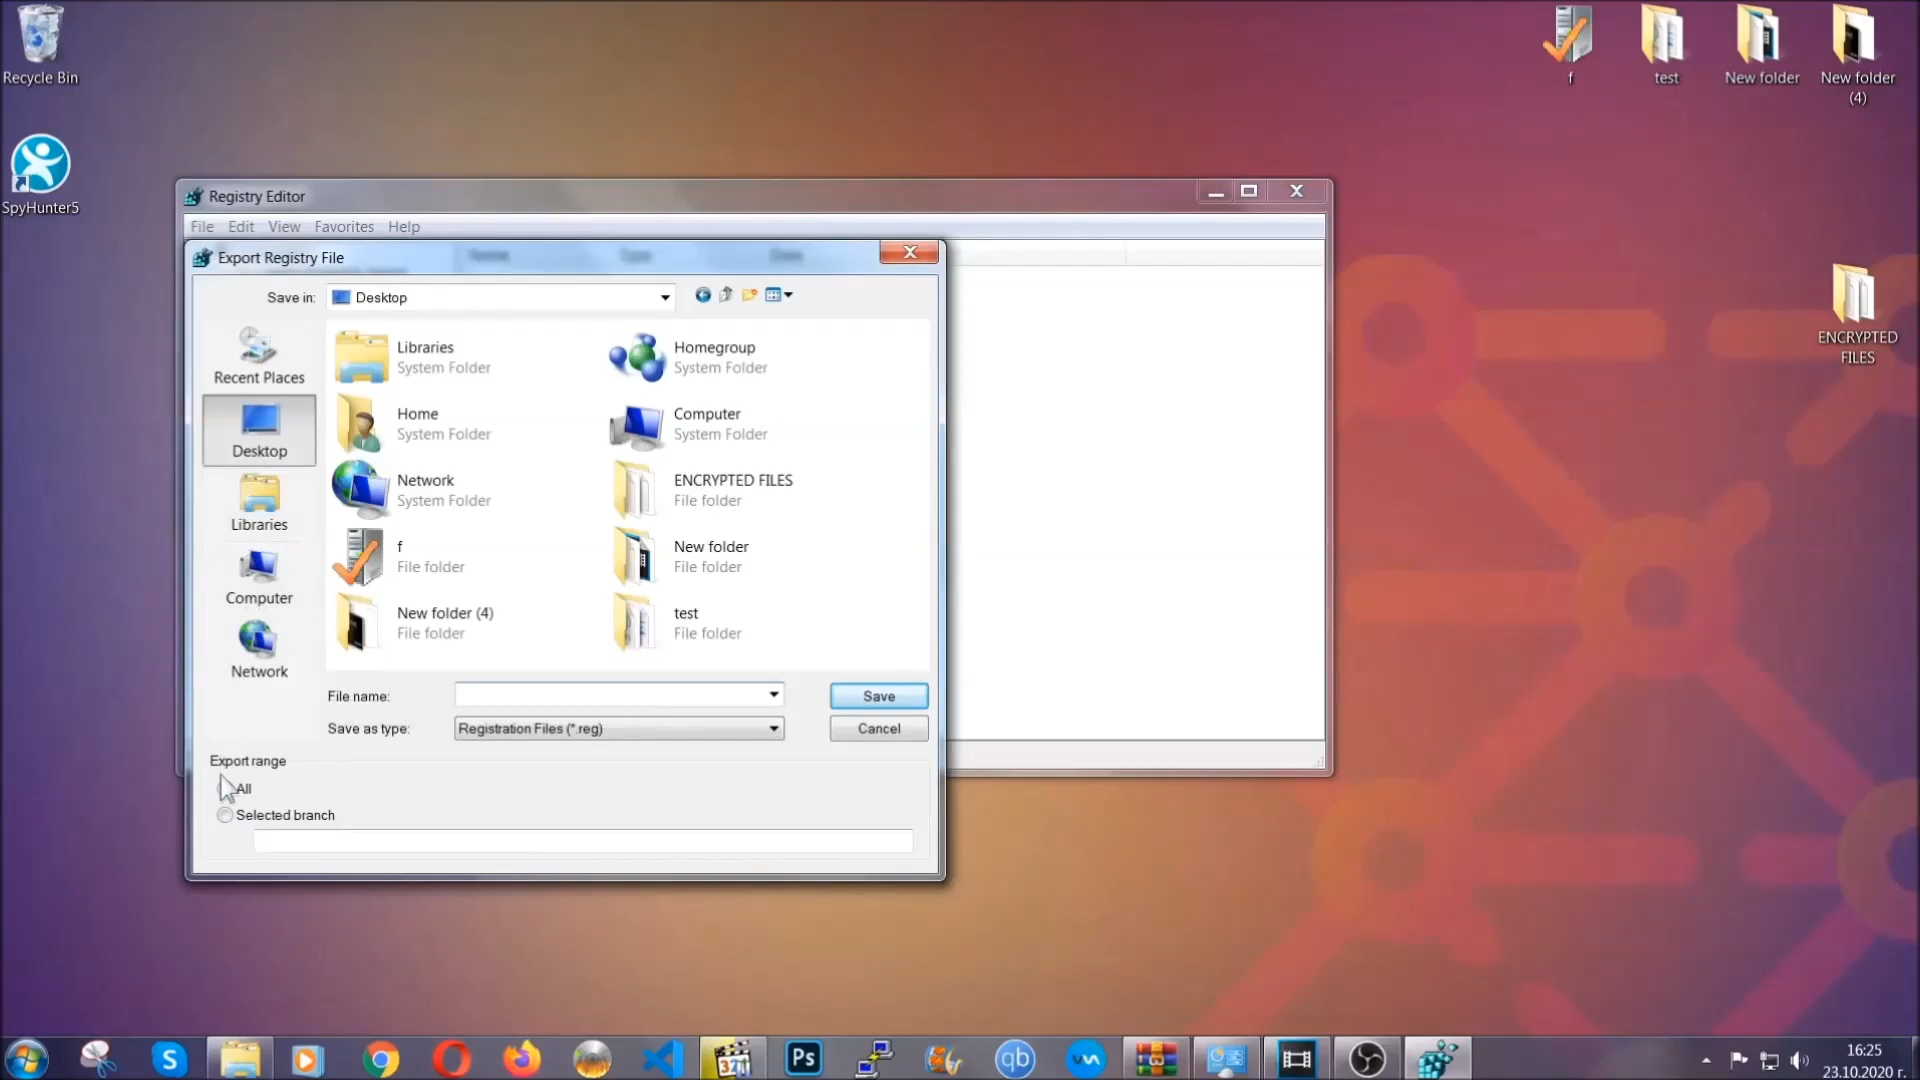 Recycle Bin
SpyHunter5
f
test
New folder
New folder
(4)
ENCRYPTED
FILES
Registry Editor
File Edit View Favorites Help
Export Registry File
Save in:
Desktop
Recent Places
Desktop
Libraries
Computer
Network
Libraries
System Folder
Homegroup
System Folder
Home
System Folder
Computer
System Folder
Network
System Folder
ENCRYPTED FILES
File folder
f
File folder
New folder
File folder
New folder (4)
File folder
test
File folder
File name:
Save
Save as type:
Registration Files (*.reg)
Cancel
Export range
All
Selected branch
S
321
Ps
qb
16:25
23.10.2020 г.